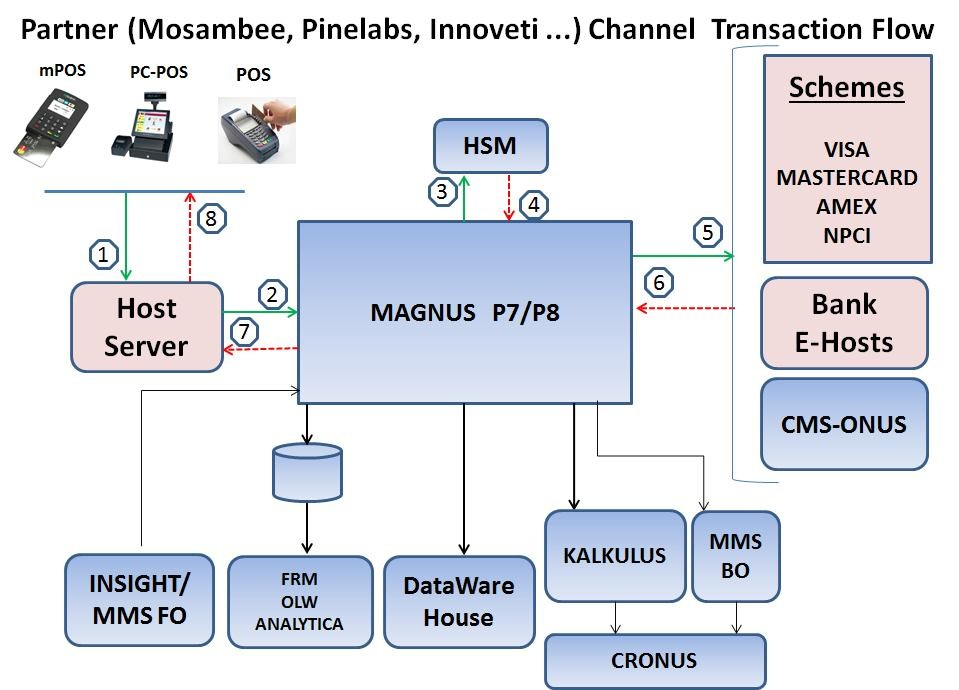 Partner (Mosambee, Pinelabs, Innoveti ...) Channel  Transaction Flow
mPOS
PC-POS
POS
Schemes
VISA
MASTERCARD
AMEX
NPCI
HSM
3
4
5
8
1
6
2
Host
Server
7
MAGNUS   P7/P8
Bank
E-Hosts
CMS-ONUS
INSIGHT/
MMS FO
FRM
OLW
ANALYTICA
DataWare
House
KALKULUS
MMS
BO
CRONUS